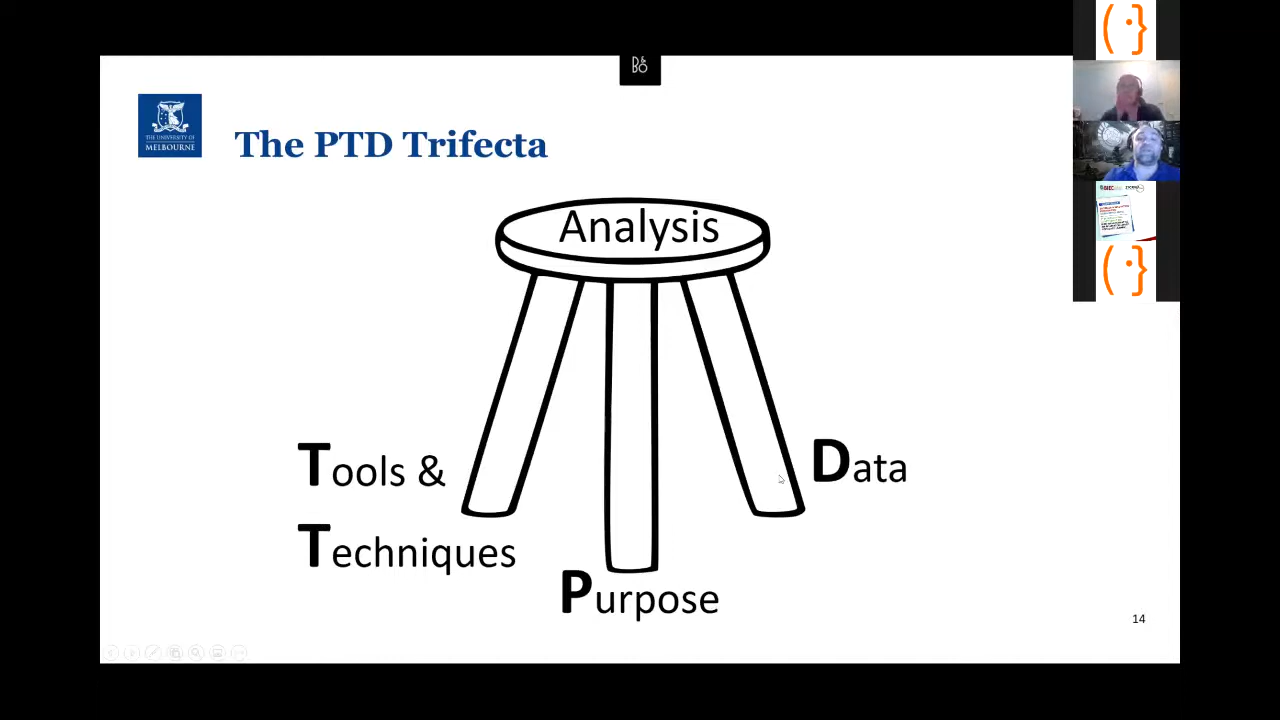 THE UNIVERSITY OF
MELBOURNE
The PTD Trifecta
Analysis
Tools &
Techniques
Data
Purpose
14